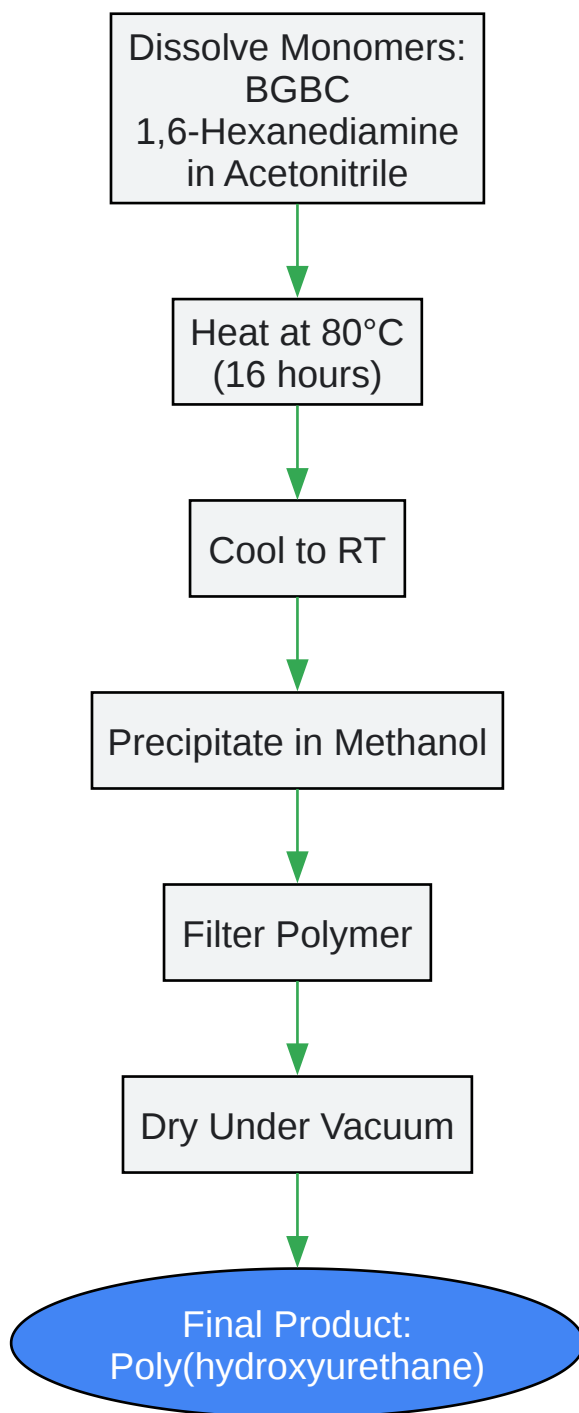 Dissolve Monomers:
BGBC
1,6-Hexanediamine
in Acetonitrile
Heat at 80°C
(16 hours)
Cool to RT
Precipitate in Methanol
Filter Polymer
Dry Under Vacuum
Final Product:
Poly(hydroxyurethane)